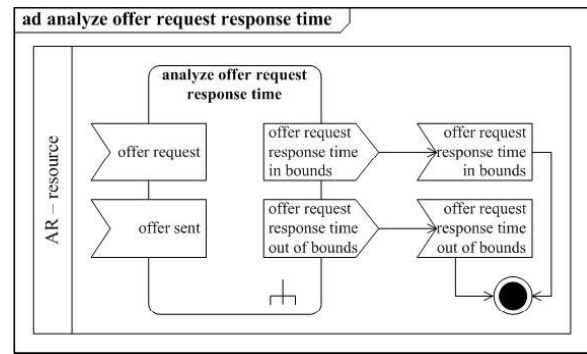 ad analyze offer request response time
AR – resource
analyze offer request
response time
offer request
offer sent
offer request
response time
in bounds
offer request
response time
out of bounds
offer request
response time
in bounds
offer request
response time
out of bounds